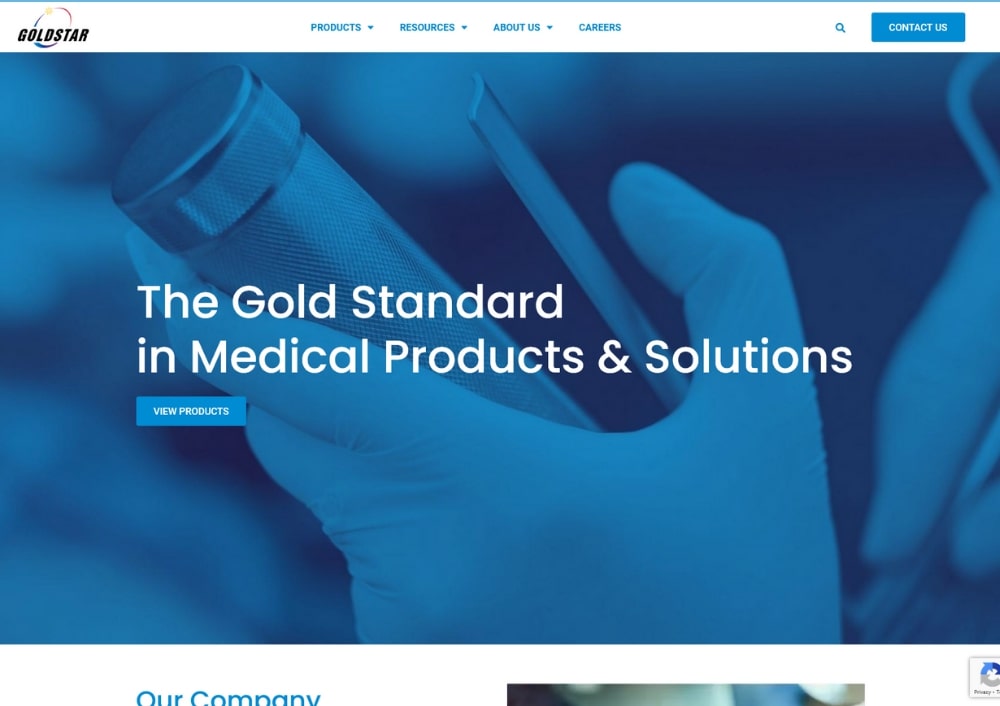 GOLDSTAR
PRODUCTS
RESOURCES
ABOUT US
CAREERS
CONTACT US
The Gold Standard
in Medical Products & Solutions
VIEW PRODUCTS
Our Company
Privacy